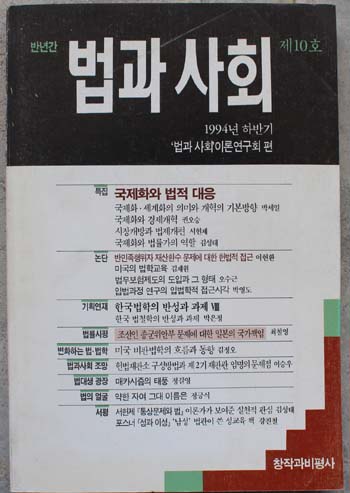 반년간
법과 사회
제10호
1994년 하반기
'법과 사회'이론연구회 편
특집 국제화와 법적 대응
국제화·세계화의 의미와 개혁의 기본방향 박세일
국제화와 경제개혁 권오승
시장개방과 법제개선 서헌제
국제화와 법률가의 역할 김성태
논단 반민족행위자 재산환수 문제에 대한 헌법적 접근 이헌환
미국의 법학교육 김재원
법무보험제도의 도입과 그 형태 오수근
입법과정 연구의 입법학적 접근시각 박영도
기획연재 한국법학의 반성과 과제 Ⅷ
한국 법철학의 반성과 과제 박은정
법률시평 조선인 종군위안부 문제에 대한 일본의 국가책임 최봉영
변화하는 법·법학 미국 비판법학의 흐름과 동향 김정오
법과사회 조망 헌법재판소 구성방법과 제2기 재판관 임명의 문제점 이승우
법대생 광장 매카시즘의 태풍 정진영
법의 얼굴 약한 자여 그대 이름은 정긍식
서평 서헌제 『통상문제와 법』 이론가가 보여준 실천적 관심 김성태
포스너 『성과 이성』 '남성' 법관이 쓴 성교육 책 강진철
창작과비평사